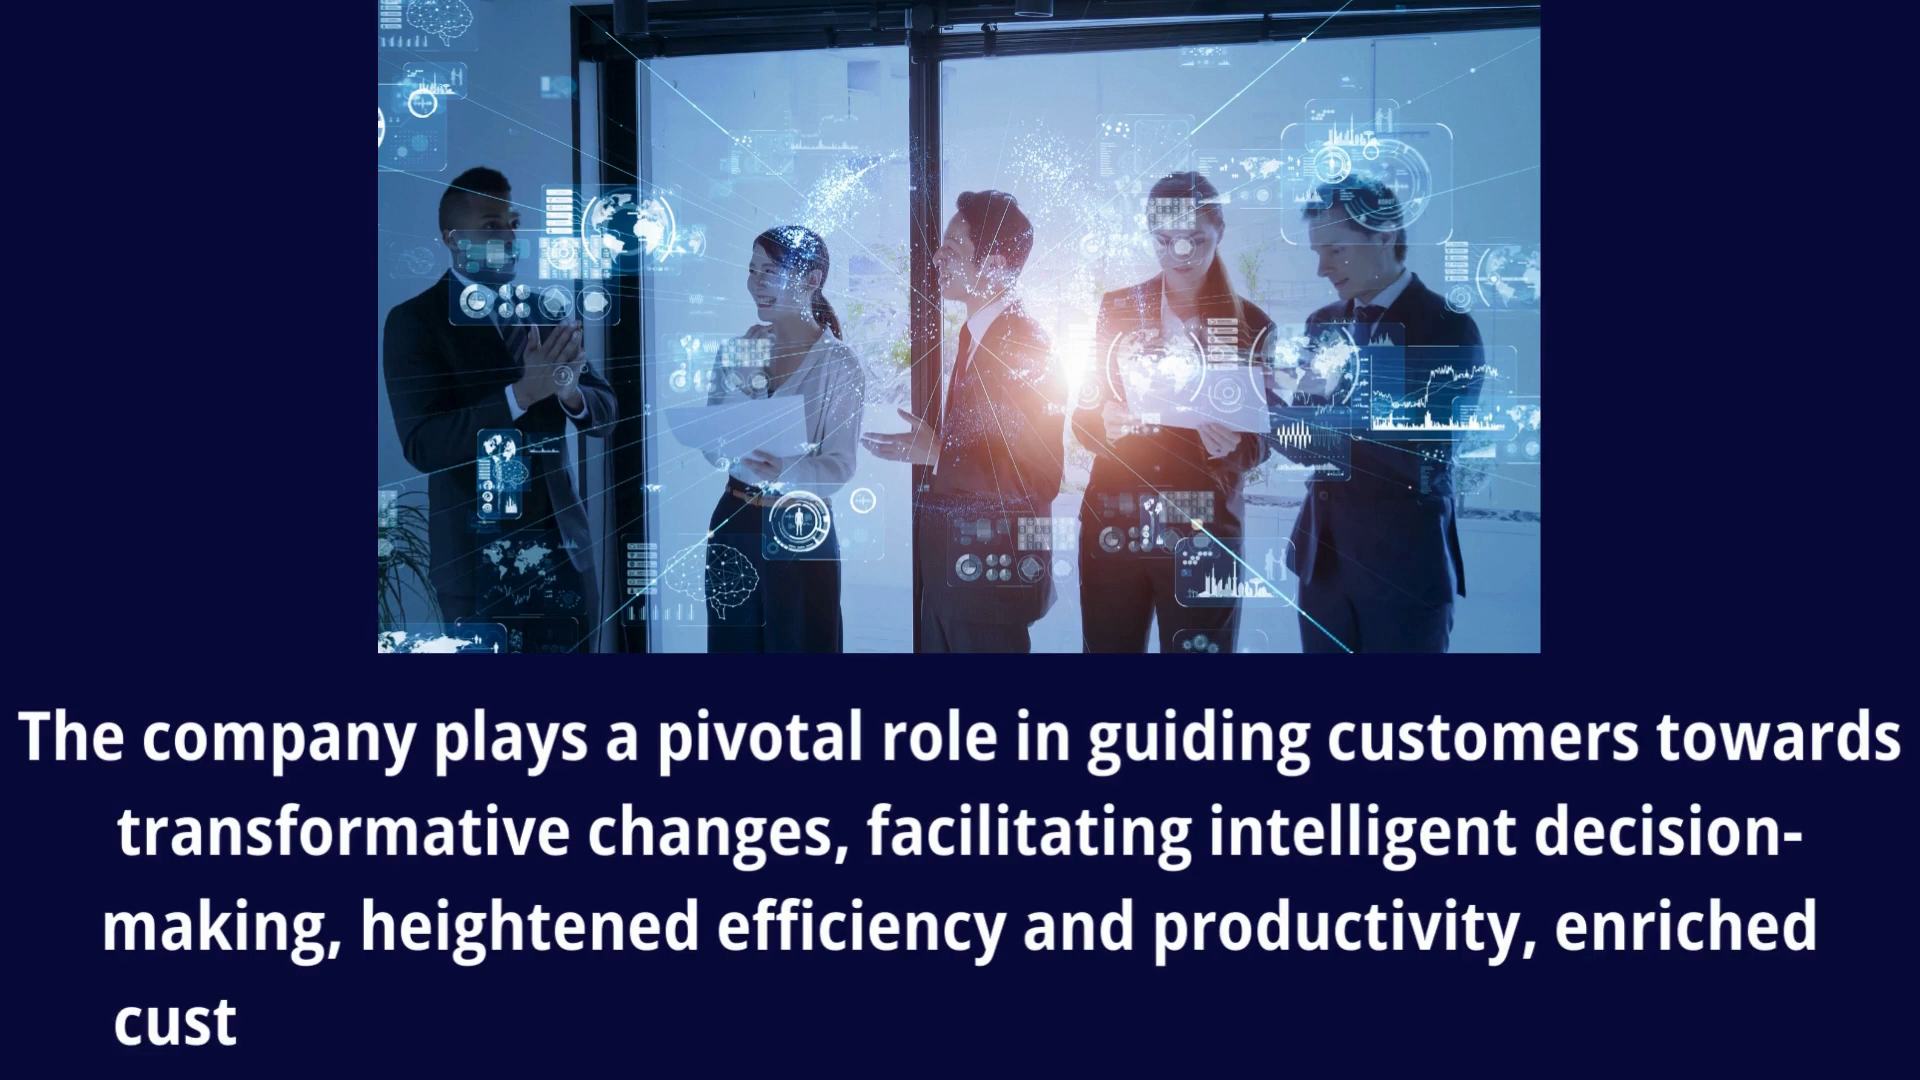 The company plays a pivotal role in guiding customers towards
transformative changes, facilitating intelligent decision-
making, heightened efficiency and productivity, enriched
cust